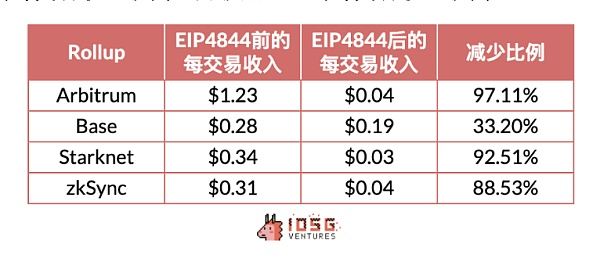 Rollup EIP4844前的每交易收入 EIP4844后的每交易收入 减少比例
Arbitrum $1.23 $0.04 97.11%
Base $0.28 $0.19 33.20%
Starknet $0.34 $0.03 92.51%
zkSync $0.31 $0.04 88.53%
IOSG
VENTURES